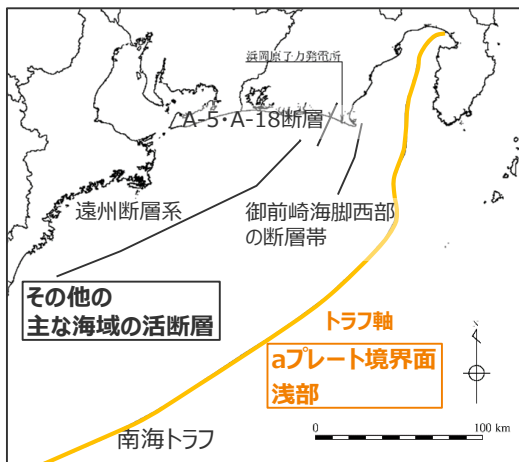 浜岡原子力発電所
A-5・A-18断層
遠州断層系
御前崎海脚西部
の断層帯
その他の
主な海域の活断層
トラフ軸
aプレート境界面
浅部
N
南海トラフ
0
100 km